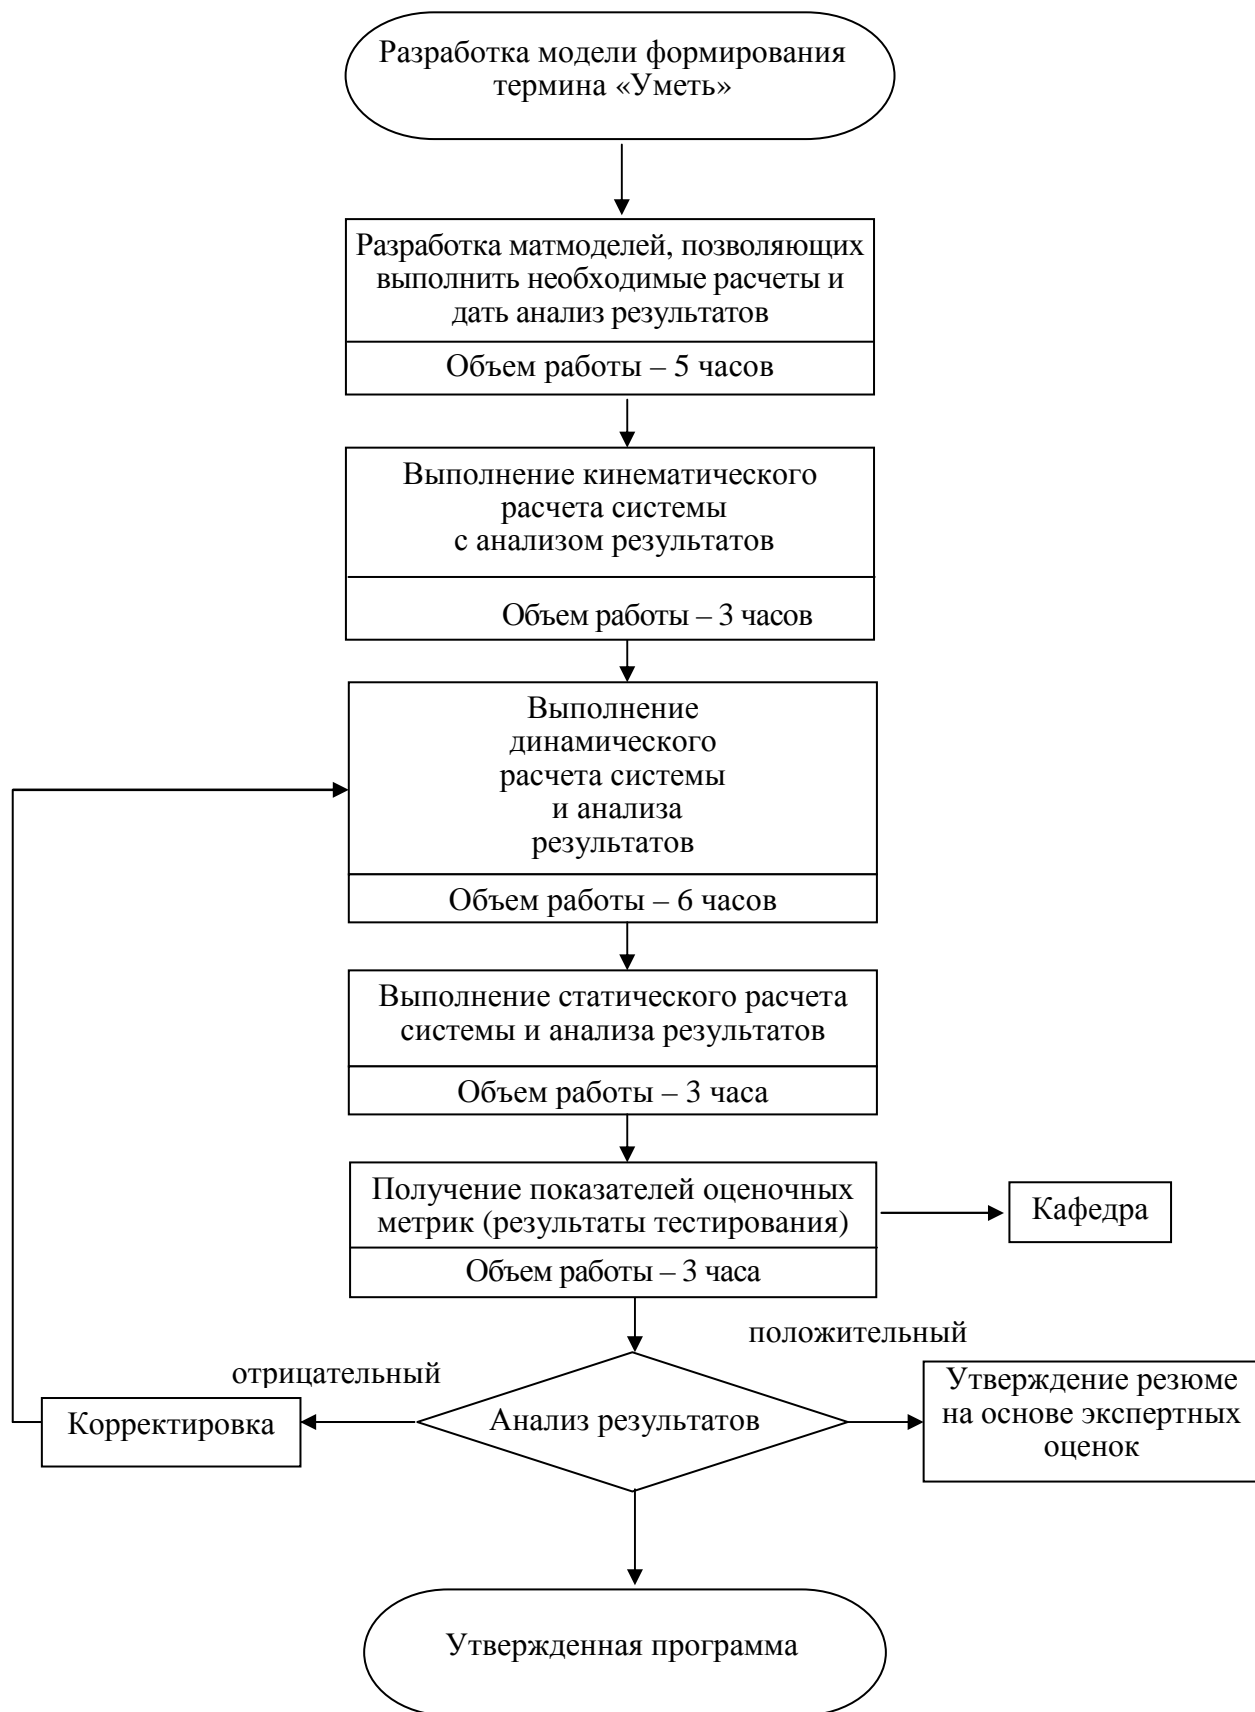 Разработка модели формирования
термина «Уметь»
Разработка матмоделей, позволяющих
выполнить необходимые расчеты и
дать анализ результатов
Объем работы – 5 часов
Выполнение кинематического
расчета системы
с анализом результатов
Объем работы – 3 часов
Выполнение
динамического
расчета системы
и анализа
результатов
Объем работы – 6 часов
Выполнение статического расчета
системы и анализа результатов
Объем работы – 3 часа
Получение показателей оценочных
метрик (результаты тестирования)
Объем работы – 3 часа
Кафедра
положительный
отрицательный
Корректировка
Анализ результатов
Утверждение резюме
на основе экспертных
оценок
Утвержденная программа